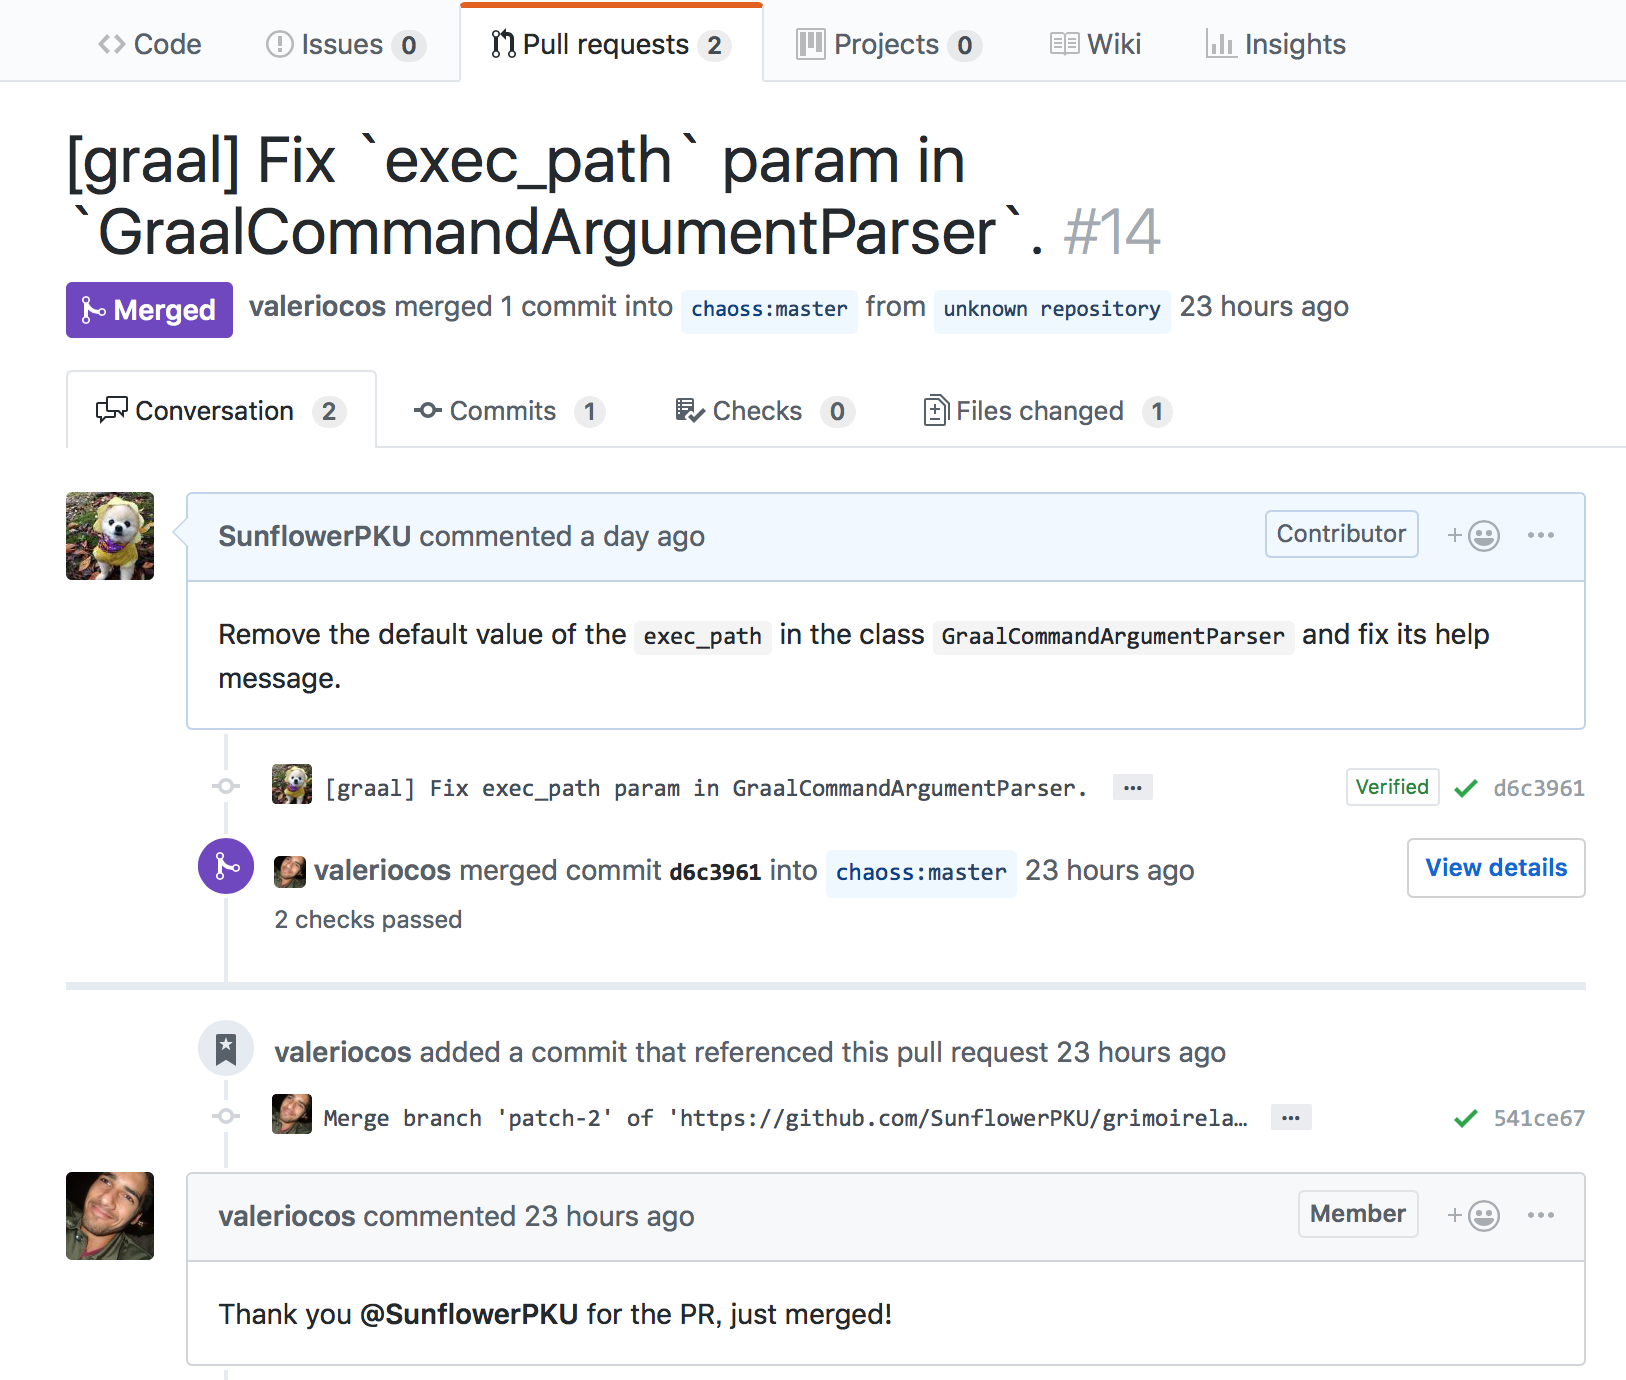 Code Issues 0 Pull requests 2 Projects 0 Wiki Insights
[graal] Fix `exec_path` param in
`GraalCommandArgumentParser`. #14
Merged valeriocos merged 1 commit into chaoss:master from unknown repository 23 hours ago
Conversation 2 Commits 1 Checks 0 Files changed 1
SunflowerPKU commented a day ago Contributor
Remove the default value of the exec_path in the class GraalCommandArgumentParser and fix its help
message.
[graal] Fix exec_path param in GraalCommandArgumentParser. … Verified d6c3961
valeriocos merged commit d6c3961 into chaoss:master 23 hours ago View details
2 checks passed
valeriocos added a commit that referenced this pull request 23 hours ago
Merge branch 'patch-2' of 'https://github.com/SunflowerPKU/grimoirela… … 541ce67
valeriocos commented 23 hours ago Member
Thank you @SunflowerPKU for the PR, just merged!